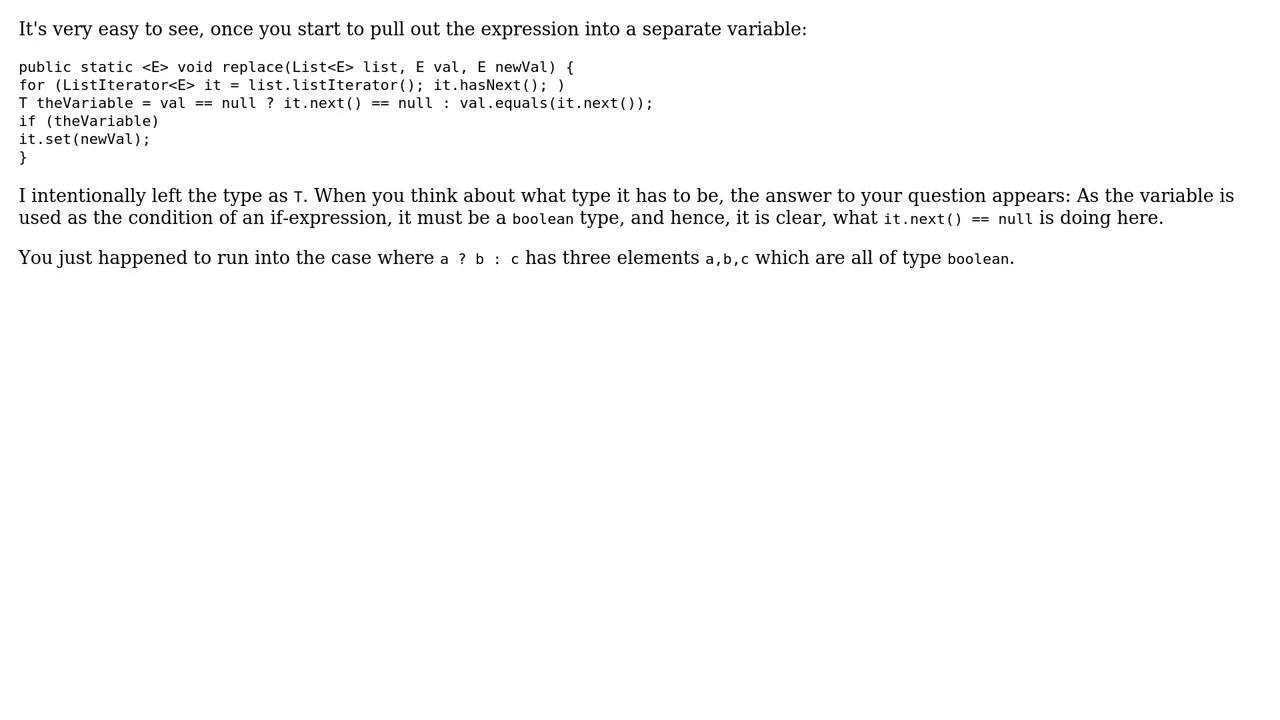 It's very easy to see, once you start to pull out the expression into a separate variable:
public static <E> void replace(List<E> list, E val, E newVal) {
for (ListIterator<E> it = list.listIterator(); it.hasNext(); )
T theVariable = val == null ? it.next() == null : val.equals(it.next());
if (theVariable)
it.set(newVal);
}
I intentionally left the type as T. When you think about what type it has to be, the answer to your question appears: As the variable is
used as the condition of an if-expression, it must be a boolean type, and hence, it is clear, what it.next() == null is doing here.
You just happened to run into the case where a ? b : c has three elements a,b,c which are all of type boolean.